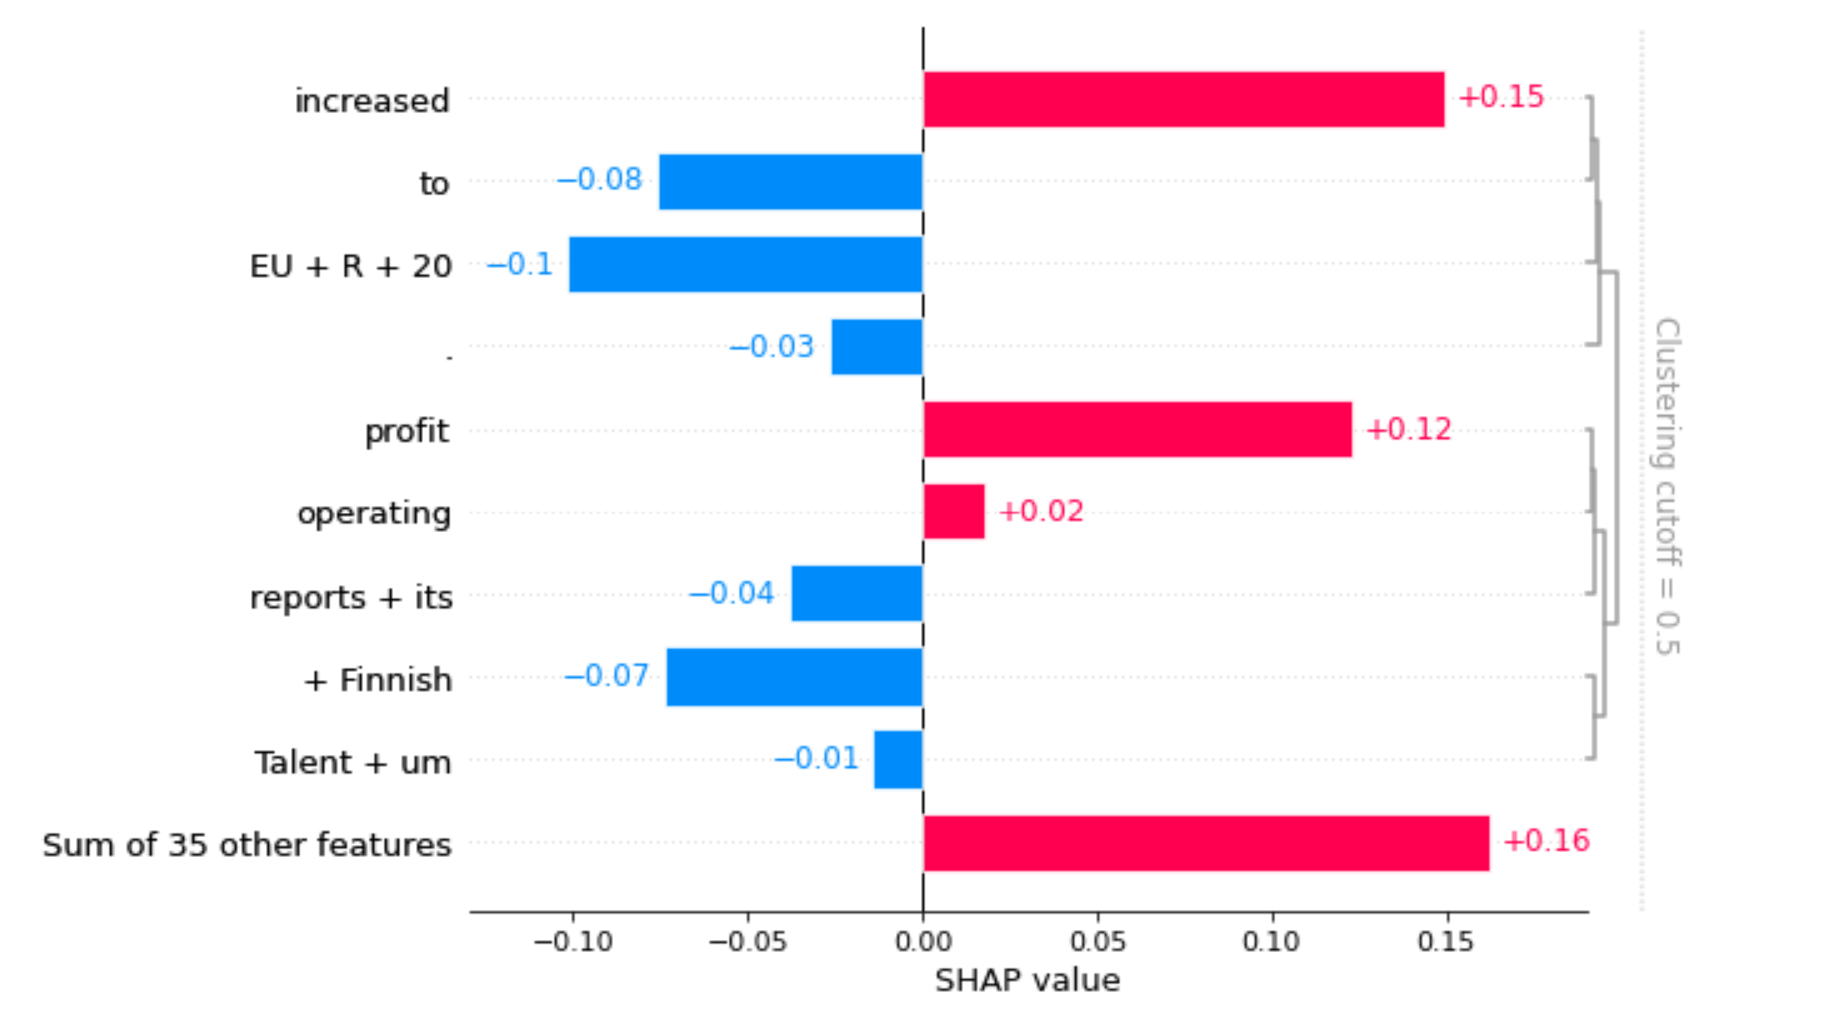 increased +0.15
to −0.08
EU + R + 20 −0.1
. −0.03
profit +0.12
operating +0.02
reports + its −0.04
+ Finnish −0.07
Talent + um −0.01
Sum of 35 other features +0.16
−0.10 −0.05 0.00 0.05 0.10 0.15
SHAP value
Clustering cutoff = 0.5